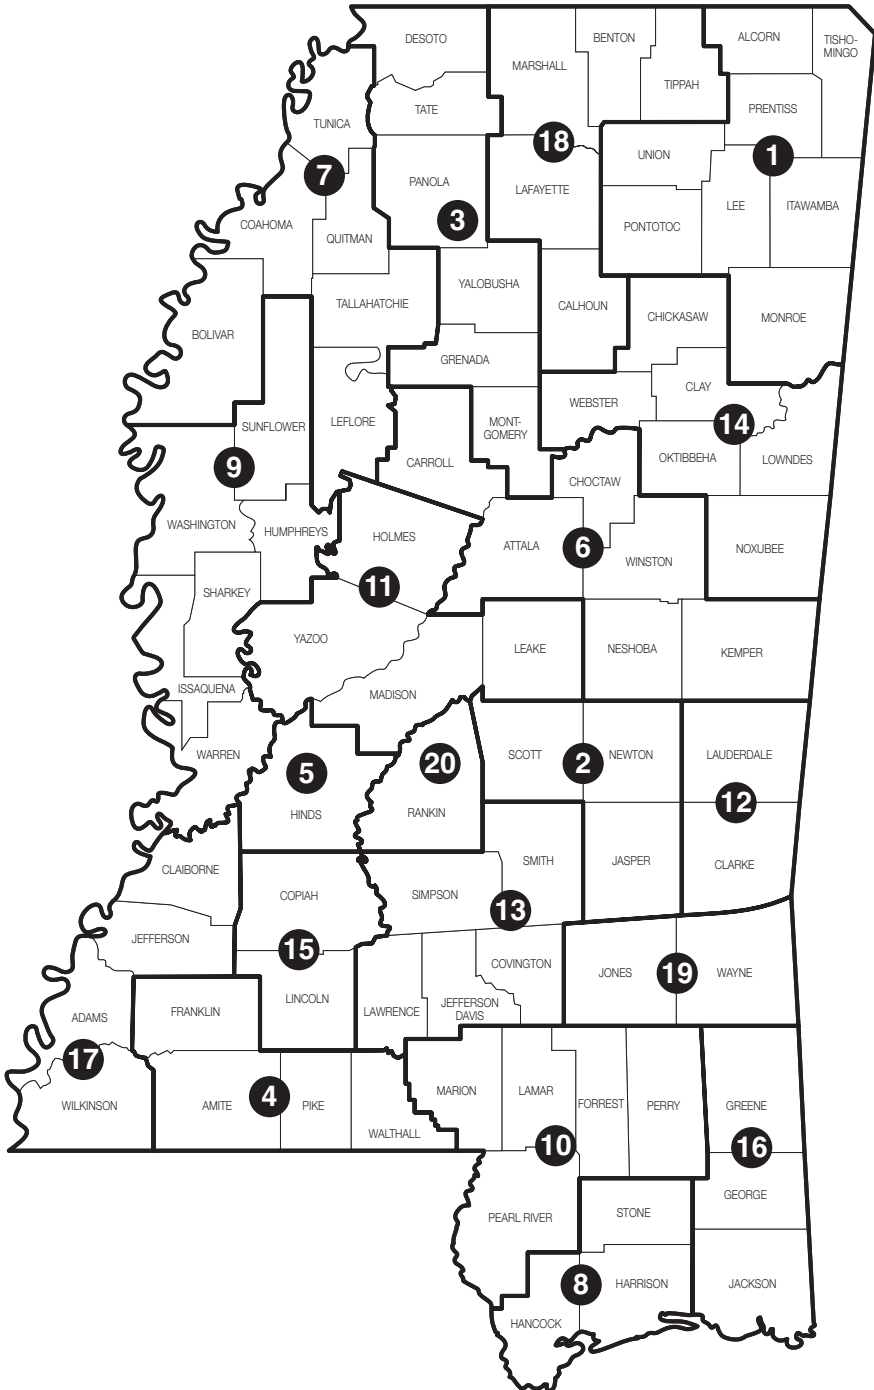 DESOTO
BENTON
ALCORN
TISHO-
MINGO
MARSHALL
TIPPAH
TATE
PRENTISS
TUNICA
18
UNION
1
7
PANOLA
LAFAYETTE
3
LEE
ITAWAMBA
COAHOMA
QUITMAN
PONTOTOC
YALOBUSHA
TALLAHATCHIE
CALHOUN
CHICKASAW
MONROE
BOLIVAR
GRENADA
CLAY
WEBSTER
SUNFLOWER
LEFLORE
MONT-
GOMERY
14
9
CARROLL
OKTIBBEHA
LOWNDES
CHOCTAW
WASHINGTON
HUMPHREYS
HOLMES
ATTALA
6
WINSTON
NOXUBEE
SHARKEY
11
YAZOO
LEAKE
NESHOBA
KEMPER
ISSAQUENA
MADISON
WARREN
5
20
SCOTT
2
NEWTON
LAUDERDALE
HINDS
RANKIN
12
CLAIBORNE
SMITH
JASPER
CLARKE
COPIAH
SIMPSON
13
JEFFERSON
15
COVINGTON
JONES
19
WAYNE
LINCOLN
LAWRENCE
JEFFERSON
DAVIS
ADAMS
FRANKLIN
17
WILKINSON
AMITE
4
PIKE
WALTHALL
MARION
LAMAR
FORREST
PERRY
GREENE
10
16
GEORGE
PEARL RIVER
STONE
8
HARRISON
JACKSON
HANCOCK